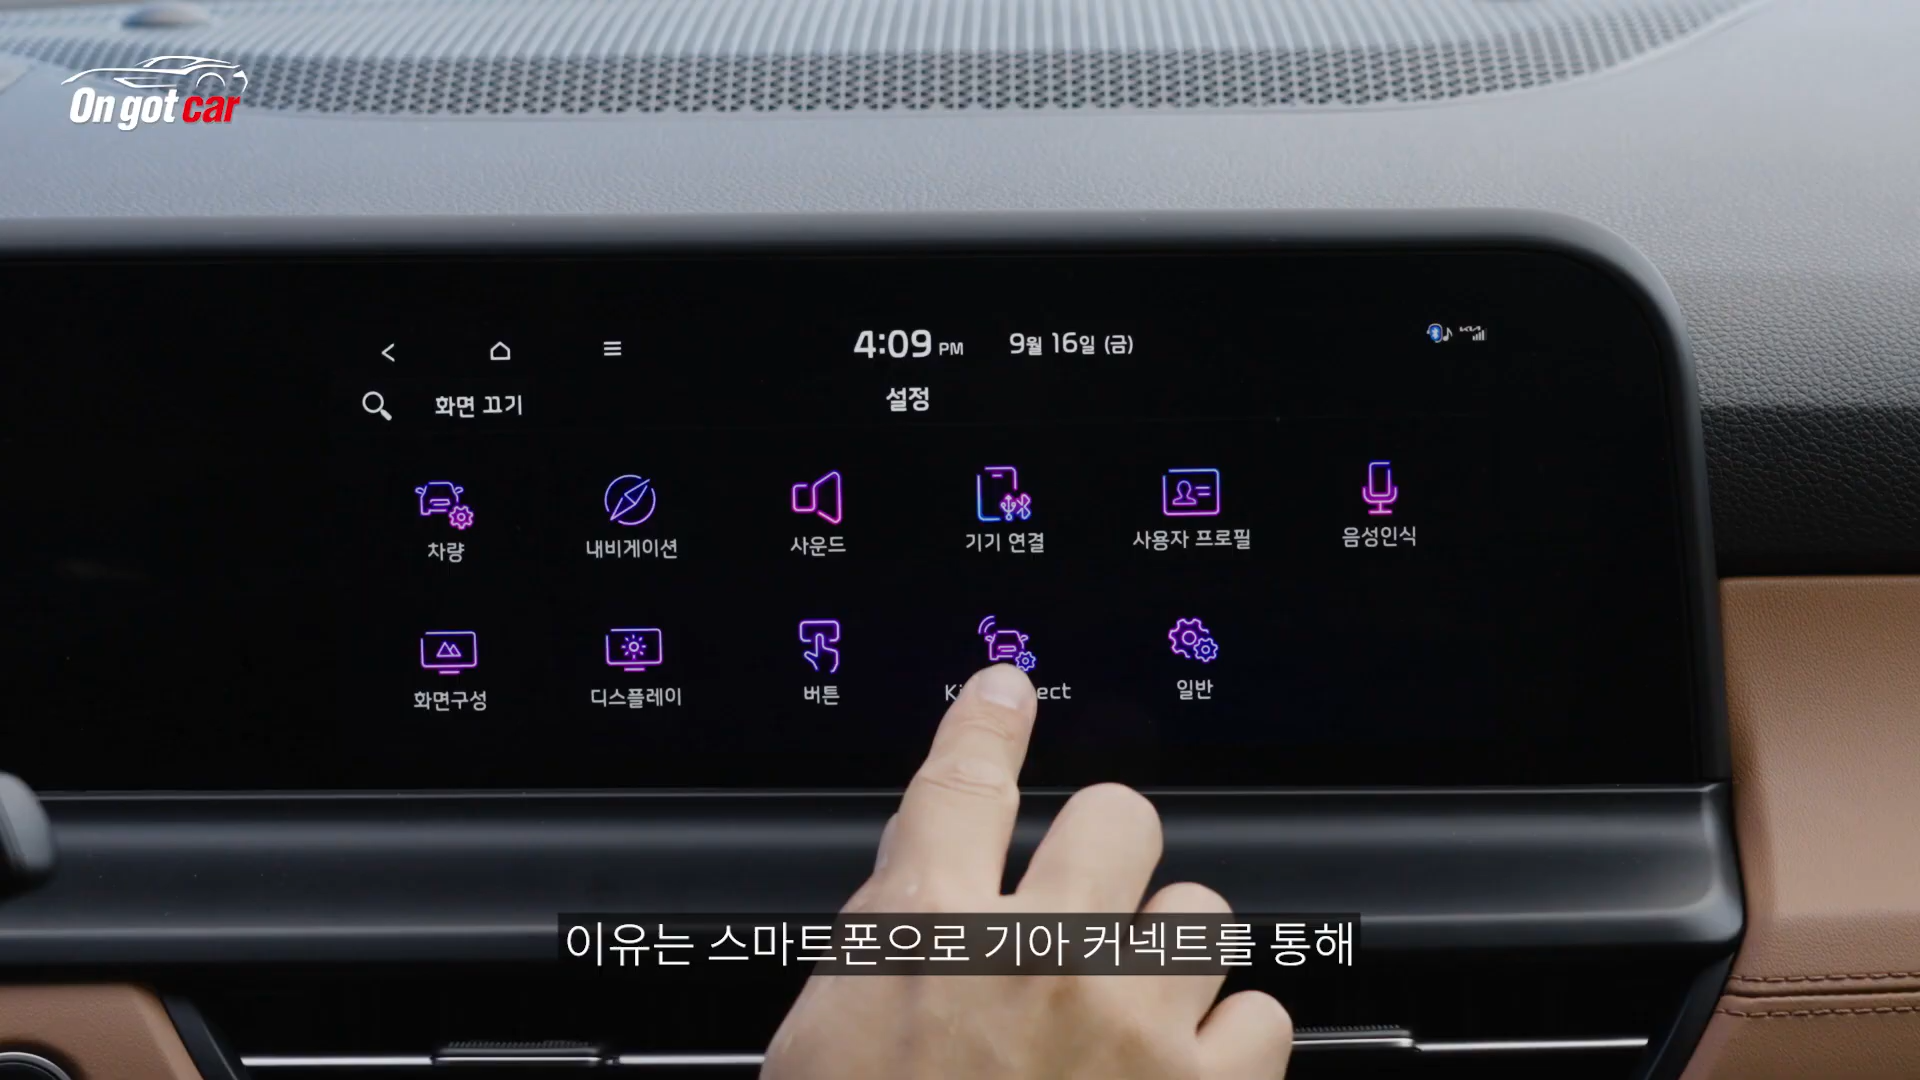 On got car
4:09 PM 9월 16일 (금)
화면 끄기
설정
차량
내비게이션
사운드
기기 연결
사용자 프로필
음성인식
화면구성
디스플레이
버튼
일반
이유는 스마트폰으로 기아 커넥트를 통해